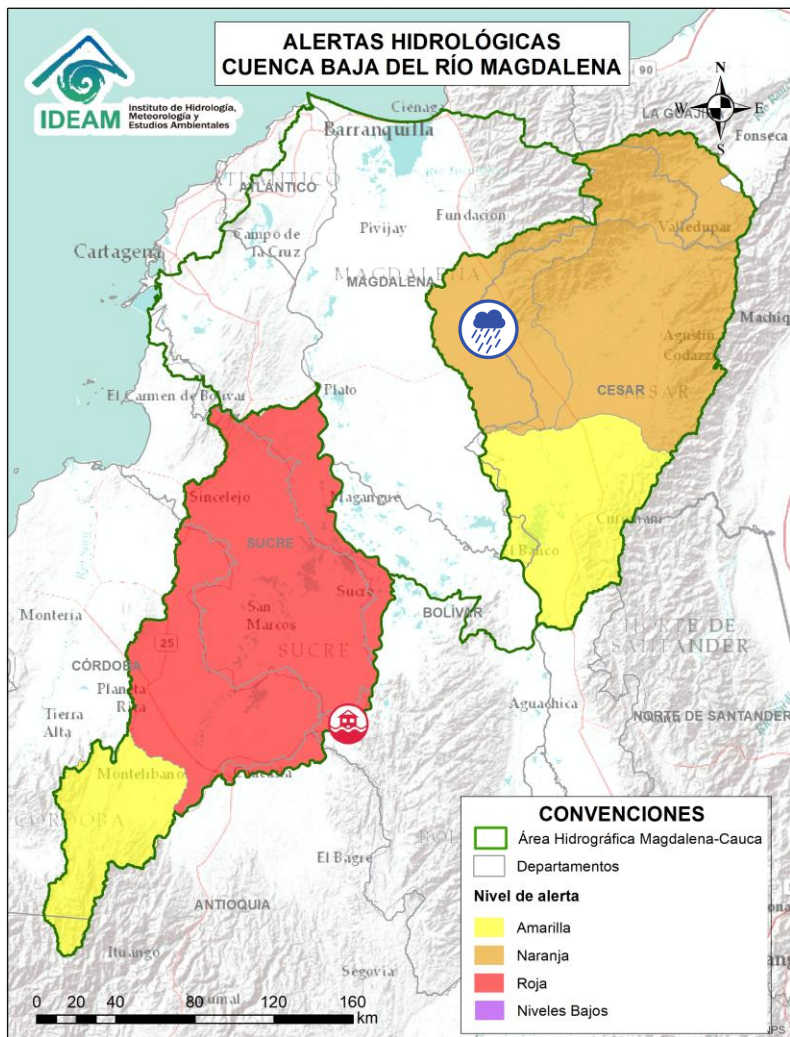 ALERTAS HIDROLÓGICAS
CUENCA BAJA DEL RÍO MAGDALENA
IDEAM
Instituto de Hidrología,
Meteorología y
Estudios Ambientales
N
W
E
S
90
LA GUAJIRA
Fonseca
Ciénaga
Barranquilla
ATLÁNTICO
Fundación
Pivijay
Campo de
la Cruz
Valledupar
Cartagena
MAGDALENA
MAGDALENA
Machiq
Agustín
Codazzi
CESAR
El Carmen de Bolívar
Plato
Sincelejo
Magangué
SUCRE
Curumaní
El Banco
Sucre
BOLÍVAR
Montería
San
Marcos
NORTE DE
SANTANDER
25
SUCRE
CÓRDOBA
Planeta
Rica
Aguachica
Tierra
Alta
NORTE DE SANTANDER
Montelíbano
Caucasia
CÓRDOBA
El Bagre
ANTIOQUIA
Ituango
Segovia
CONVENCIONES
Área Hidrográfica Magdalena-Cauca
Departamentos
Nivel de alerta
Amarilla
Naranja
Roja
Niveles Bajos
0 20 40 80 120 160
km